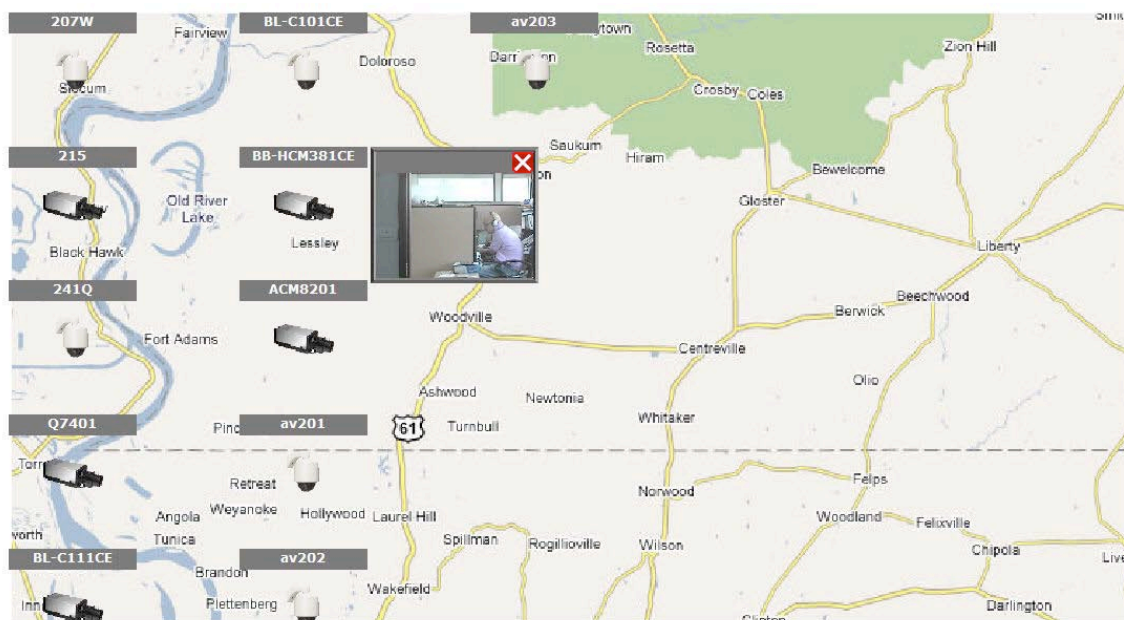 207W
BL-C101CE
av203
Fairview
Rosetta
Zion Hill
Doloroso
Crosby
Coles
215
BB-HCM381CE
Saukum
Hiram
Bewelcome
Old River
Lake
Gloster
Lessley
Black Hawk
Liberty
241Q
ACM8201
Beechwood
Berwick
Woodville
Fort Adams
Centreville
Olio
Ashwood
Newtonia
Q7401
av201
Whitaker
61
Turnbull
Retreat
Felps
Norwood
Weyanoke
Hollywood
Laurel Hill
Angola
Woodland
Felixville
Tunica
Spillman
Rogillioville
Wilson
Chipola
BL-C111CE
av202
Brandon
Wakefield
Plettenberg
Darlington
Clinton